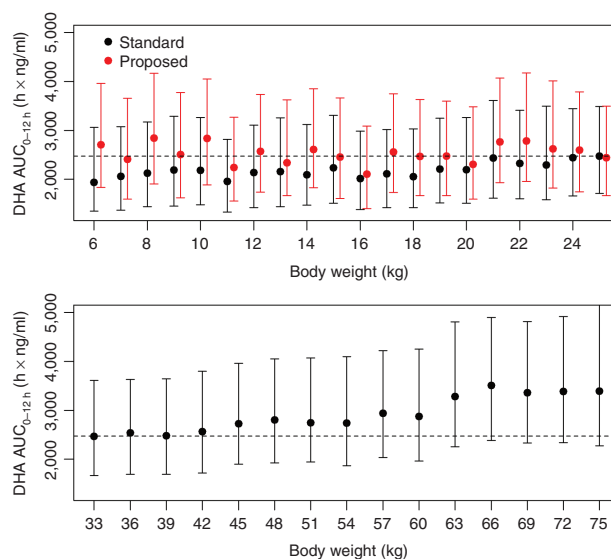 Standard
Proposed
DHA AUC0–12 h (h × ng/ml)
5,000
4,000
3,000
2,000
6 8 10 12 14 16 18 20 22 24
Body weight (kg)
DHA AUC0–12 h (h × ng/ml)
5,000
4,000
3,000
2,000
33 36 39 42 45 48 51 54 57 60 63 66 69 72 75
Body weight (kg)